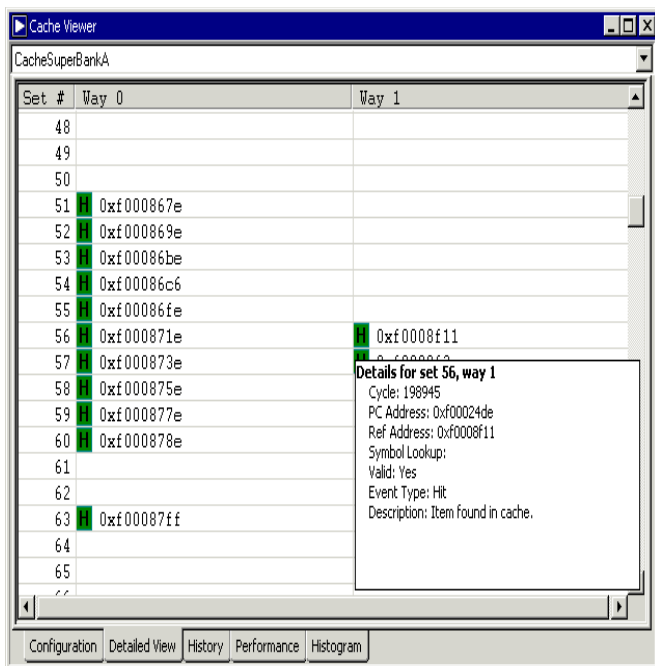 Cache Viewer
CacheSuperBankA
Set # Way 0 Way 1
48
49
50
51 H 0xf000867e
52 H 0xf000869e
53 H 0xf00086be
54 H 0xf00086c6
55 H 0xf00086fe
56 H 0xf000871e H 0xf0008f11
57 H 0xf000873e
58 H 0xf000875e
59 H 0xf000877e
60 H 0xf000878e
61
62
63 H 0xf00087ff
64
65
Details for set 56, way 1
Cycle: 198945
PC Address: 0xf00024de
Ref Address: 0xf0008f11
Symbol Lookup:
Valid: Yes
Event Type: Hit
Description: Item found in cache.
Configuration Detailed View History Performance Histogram